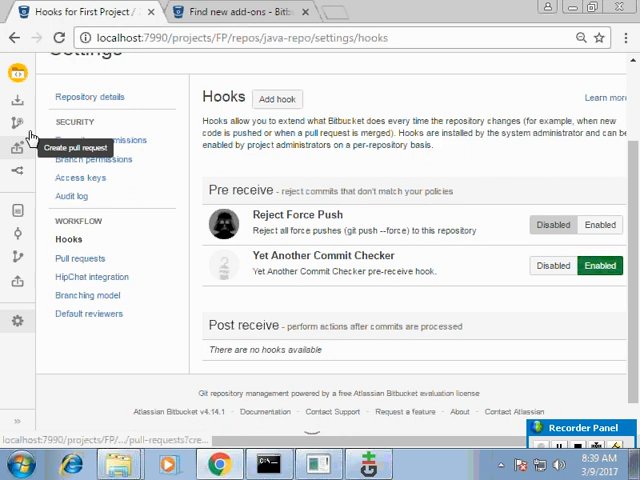 Hooks for First Project /
Find new add-ons - Bitb
localhost:7990/projects/FP/repos/java-repo/settings/hooks
Settings
Repository details
SECURITY
permissions
Create pull request
Branch permissions
Access keys
Audit log
WORKFLOW
Hooks
Pull requests
HipChat integration
Branching model
Default reviewers
Hooks
Add hook
Learn more
Hooks allow you to extend what Bitbucket does every time the repository changes (for example, when new
code is pushed or when a pull request is merged). Hooks are installed by the system administrator and can be
enabled by project administrators on a per-repository basis.
Pre receive - reject commits that don't match your policies
Reject Force Push
Reject all force pushes (git push --force) to this repository
Disabled
Enabled
Yet Another Commit Checker
Yet Another Commit Checker pre-receive hook.
Disabled
Enabled
Post receive - perform actions after commits are processed
There are no hooks available
Git repository management powered by a free Atlassian Bitbucket evaluation license
Atlassian Bitbucket v4.14.1 · Documentation · Contact Support · Request a feature · About · Contact Atlassian
Recorder Panel
localhost:7990/projects/FP/.../pull-requests?cre...
8:39 AM
3/9/2017